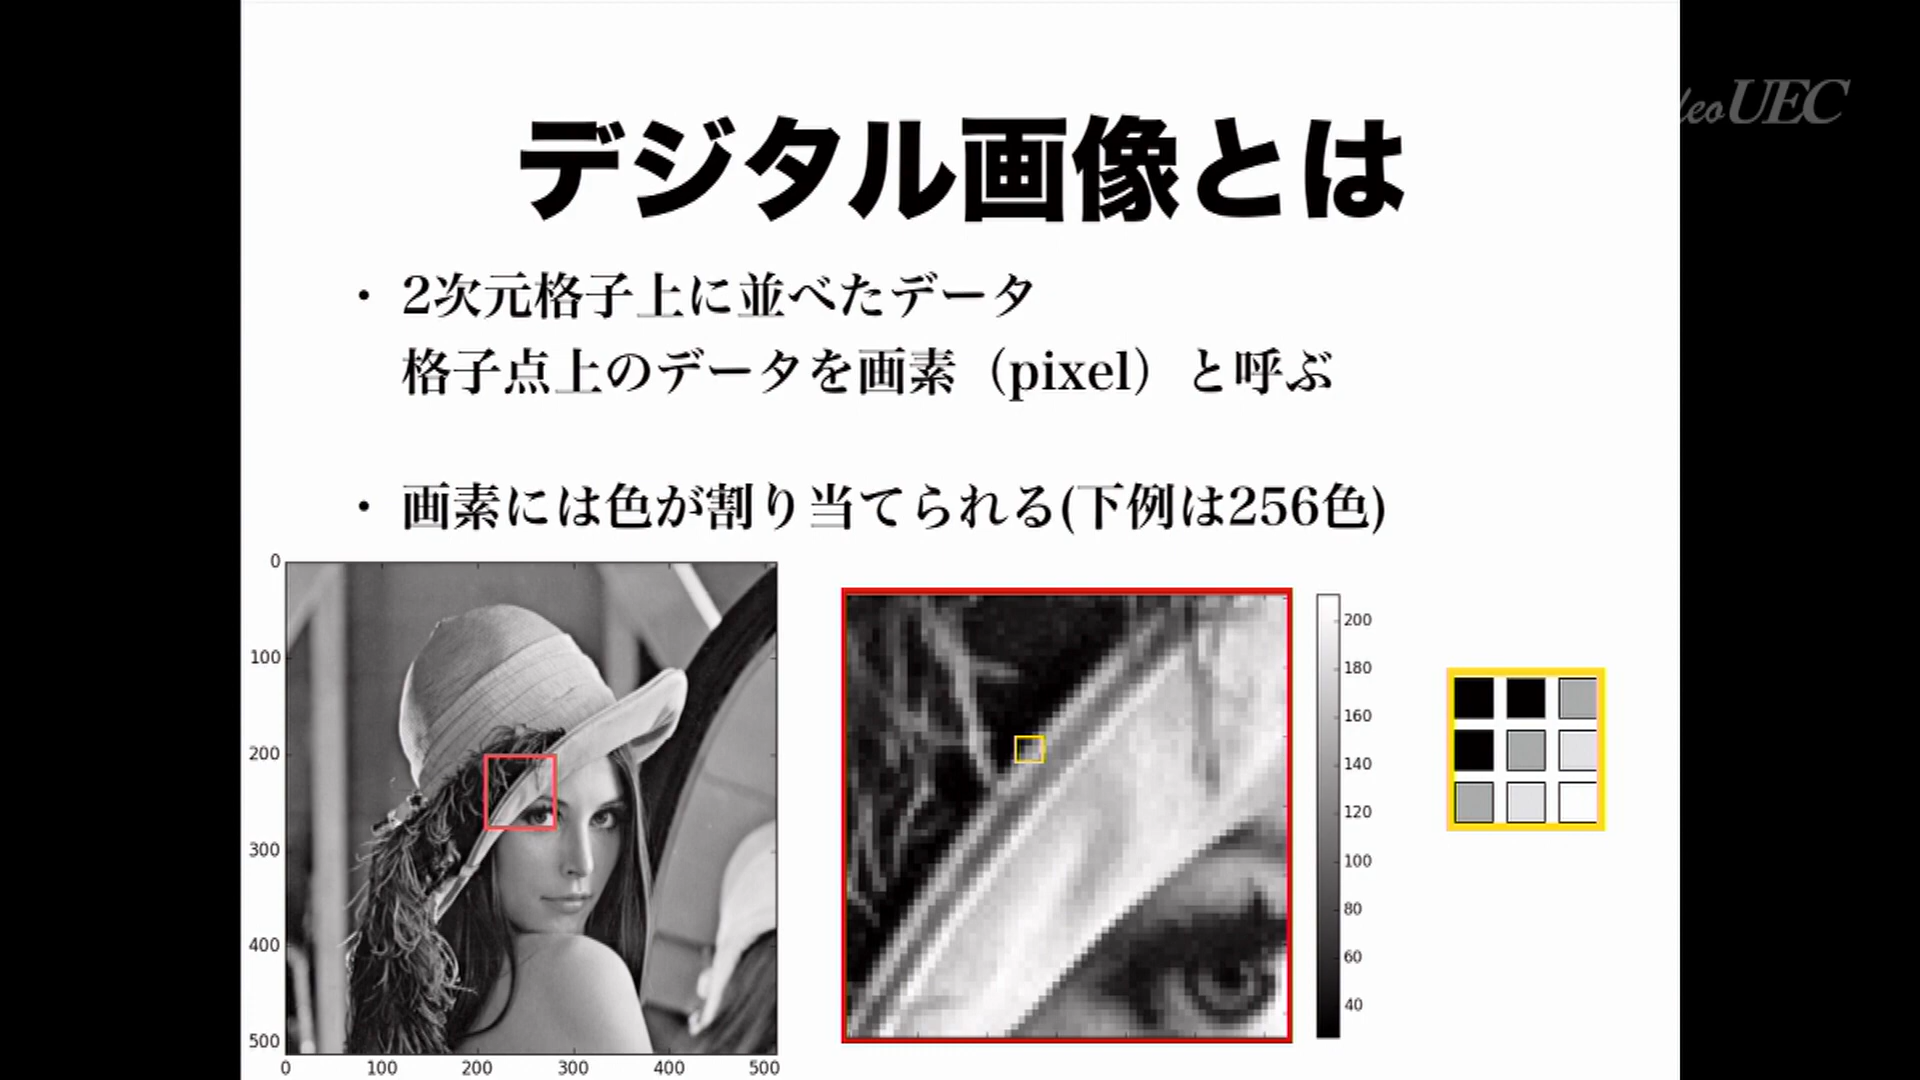 leoUEC
デジタル画像とは
・ 2次元格子上に並べたデータ
格子点上のデータを画素（pixel）と呼ぶ
・ 画素には色が割り当てられる(下例は256色)
0
100
200
300
400
500
0 100 200 300 400 500
200
180
160
140
120
100
80
60
40